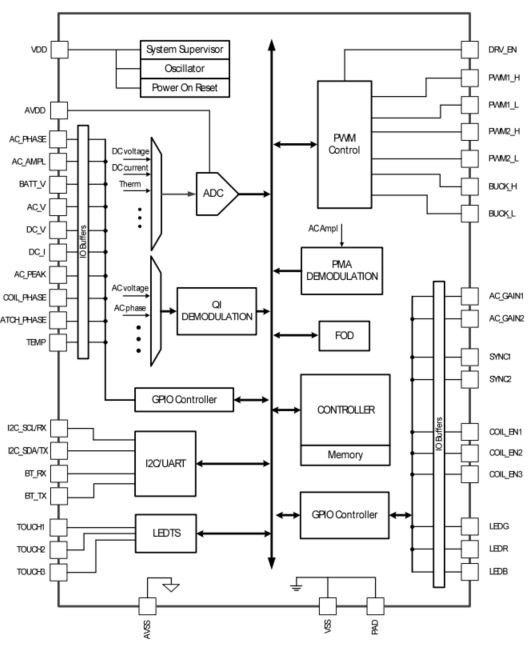 VDD
System Supervisor
Oscillator
Power On Reset
DRV_EN
PWM1_H
PWM1_L
PWM2_H
PWM2_L
BUCK_H
BUCK_L
PWM
Control
AVDD
AC_PHASE
AC_AMPL
BATT_V
AC_V
DC_V
DC_I
AC_PEAK
COIL_PHASE
ATCH_PHASE
TEMP
IO Buffers
DC voltage
DC current
Therm
ADC
AC Ampl
PMA
DEMODULATION
AC voltage
AC phase
QI
DEMODULATION
FOD
AC_GAIN1
AC_GAIN2
SYNC1
SYNC2
COIL_EN1
COIL_EN2
COIL_EN3
LEDG
LEDR
LEDB
IO Buffers
GPIO Controller
CONTROLLER
Memory
I2C_SCL/RX
I2C_SDA/TX
BT_RX
BT_TX
I2C/UART
GPIO Controller
TOUCH1
TOUCH2
TOUCH3
LEDTS
AVSS
VSS
PAD